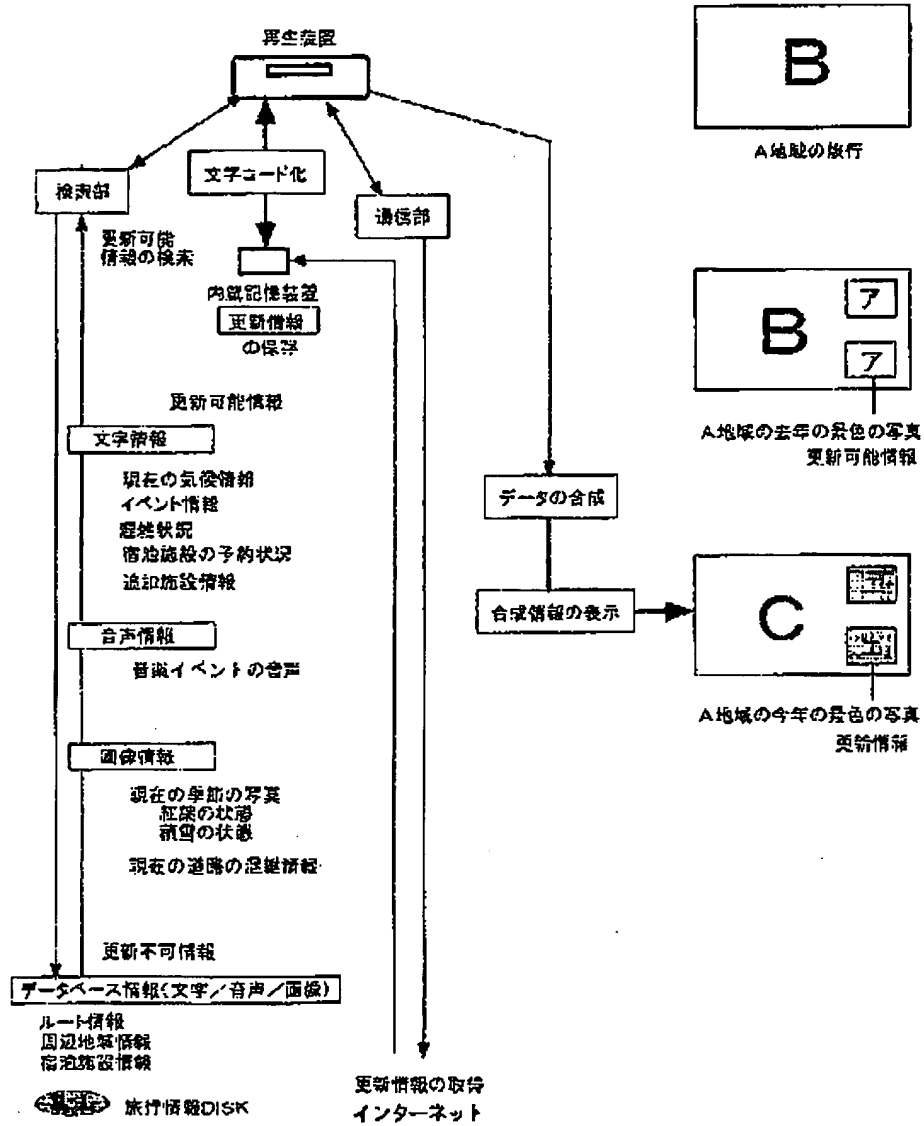 再生装置
B
A地域の旅行
検索部
文字コード化
通信部
更新可能
情報の検索
内蔵記憶装置
更新情報
の保存
B
ア
ア
A地域の去年の景色の写真
更新可能情報
更新可能情報
文字情報
現在の気候情報
イベント情報
混雑状況
宿泊施設の予約状況
追加施設情報
データの合成
合成情報の表示
C
A地域の今年の景色の写真
更新情報
音声情報
音楽イベントの音声
画像情報
現在の季節の写真
紅葉の状態
積雪の状態
現在の道路の混雑情報
更新不可情報
データベース情報(文字/音声/画像)
ルート情報
周辺地域情報
宿泊施設情報
旅行情報DISK
更新情報の取得
インターネット